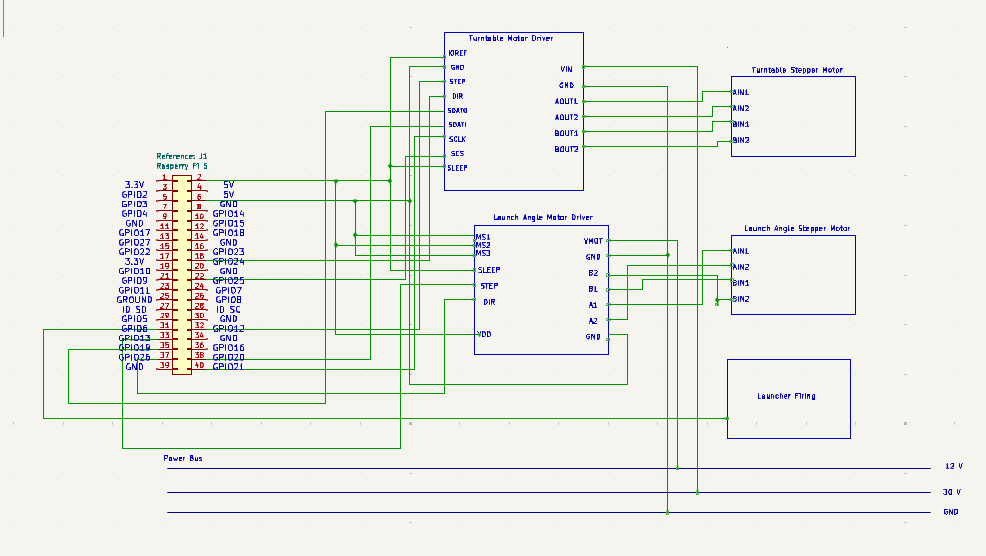 Turntable Motor Driver
IOREF
GND
STEP
DIR
SDATO
SDATI
SCLK
SCS
SLEEP
VIN
GND
AOUT1
AOUT2
BOUT1
BOUT2
Turntable Stepper Motor
AIN1
AIN2
BIN1
BIN2
References J1
Rasperry Pi 5
1 2
3.3V 3 4 5V
GPIO2 5 6 5V
GPIO3 7 8 GND
GPIO4 9 10 GPIO14
GND 11 12 GPIO15
GPIO17 13 14 GPIO18
GPIO27 15 16 GND
GPIO22 17 18 GPIO23
3.3V 19 20 GPIO24
GPIO10 21 22 GND
GPIO9 23 24 GPIO25
GPIO11 25 26 GPIO7
GROUND 27 28 GPIO8
ID SD 29 30 ID SC
GPIO5 31 32 GND
GPIO6 33 34 GPIO12
GPIO13 35 36 GND
GPIO19 37 38 GPIO16
GPIO26 39 40 GPIO20
GND GPIO21
Launch Angle Motor Driver
MS1
MS2
MS3
SLEEP
STEP
DIR
VDD
VMOT
GND
B2
B1
A1
A2
GND
Launch Angle Stepper Motor
AIN1
AIN2
BIN1
BIN2
Launcher Firing
Power Bus
12 V
30 V
GND